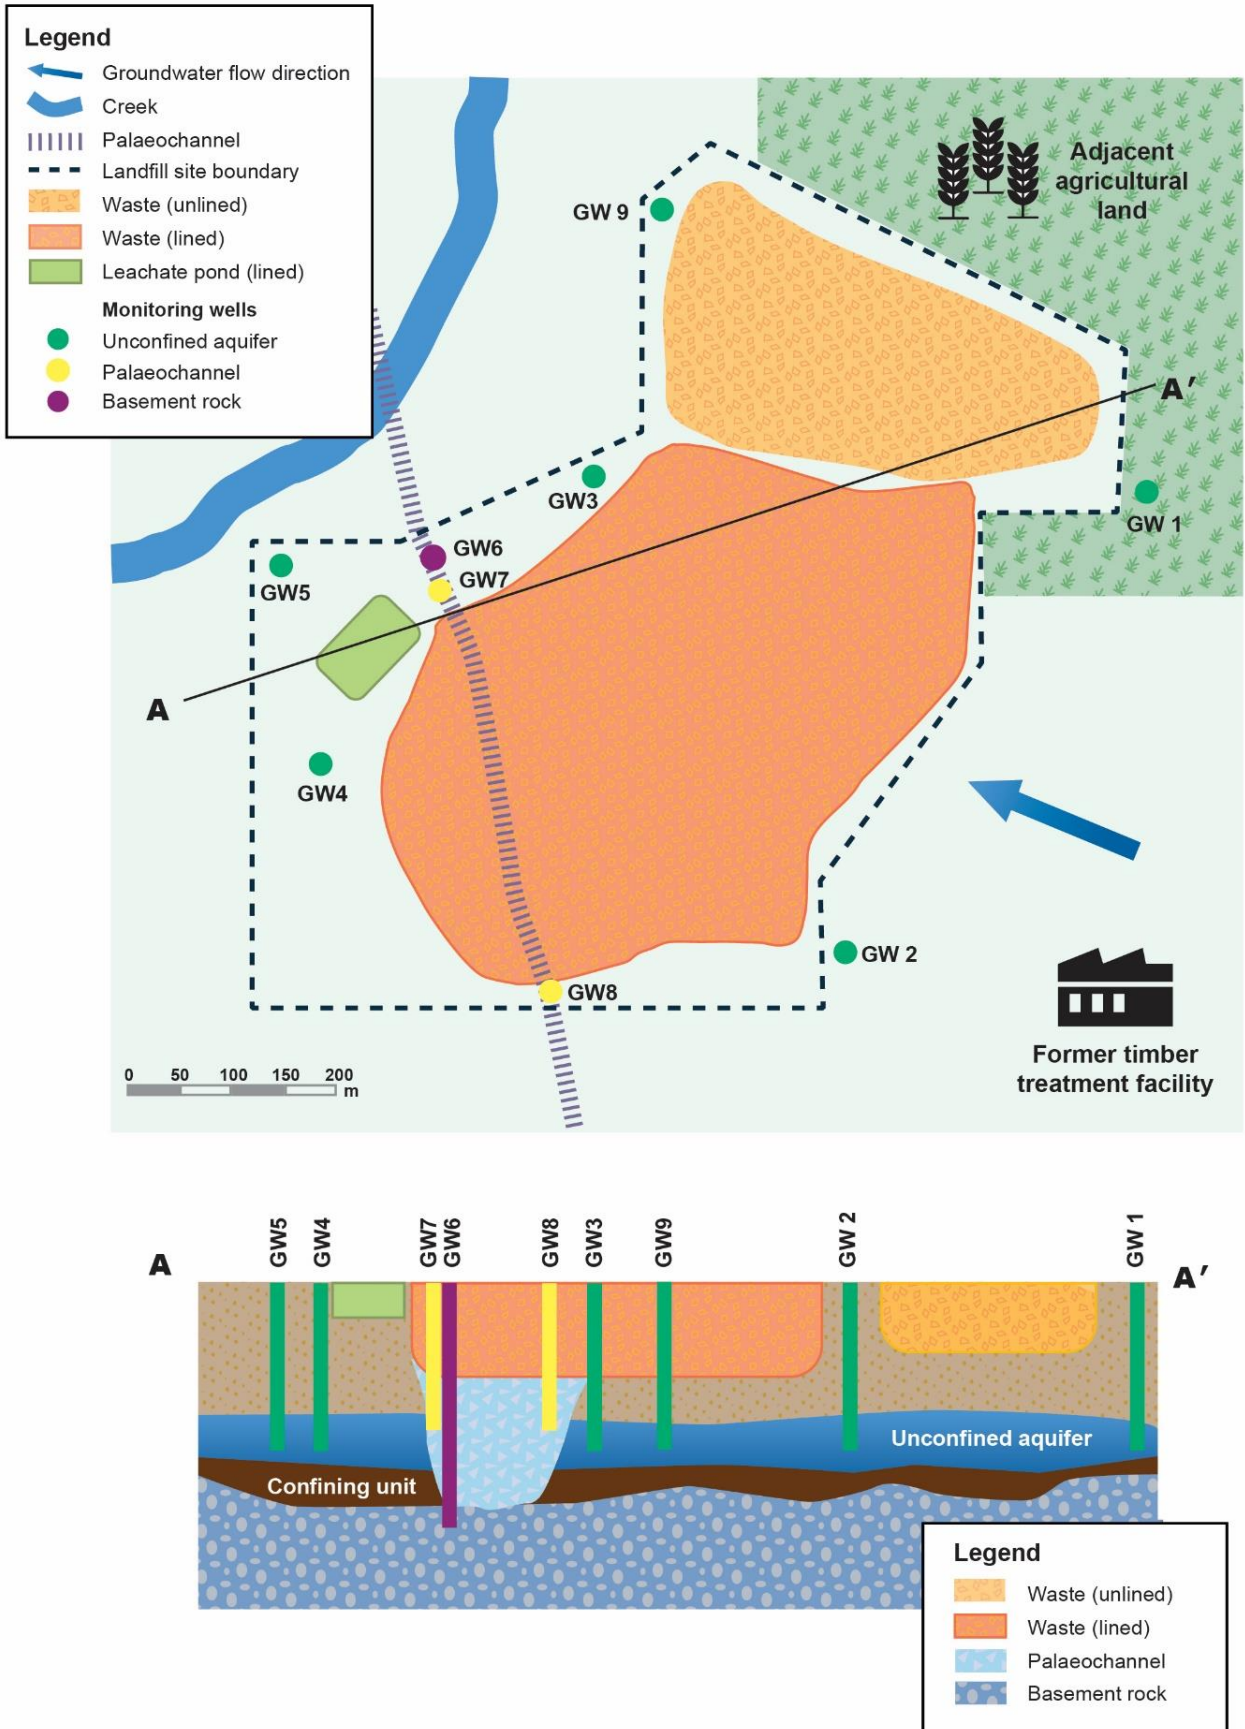 Legend
Groundwater flow direction
Creek
Palaeochannel
Landfill site boundary
Waste (unlined)
Waste (lined)
Leachate pond (lined)
Monitoring wells
Unconfined aquifer
Palaeochannel
Basement rock
Adjacent
agricultural
land
GW 9
A'
GW3
GW 1
GW6
GW7
GW5
A
GW4
GW 2
GW8
Former timber
treatment facility
0 50 100 150 200
m
GW5
GW4
GW7
GW6
GW8
GW3
GW9
GW 2
GW 1
A
A'
Unconfined aquifer
Confining unit
Legend
Waste (unlined)
Waste (lined)
Palaeochannel
Basement rock